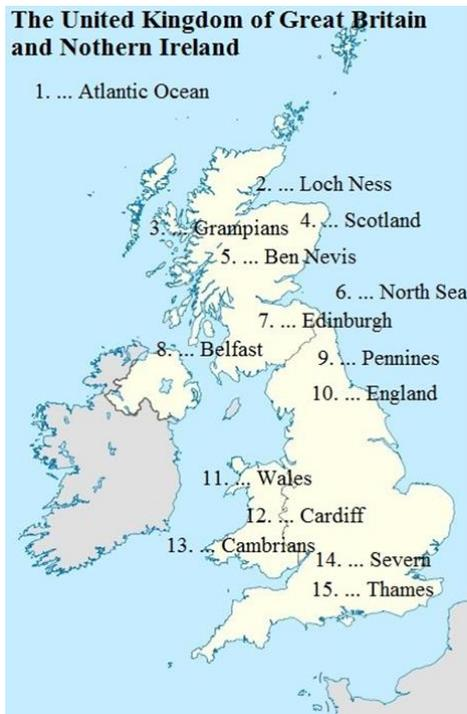 The United Kingdom of Great Britain
and Nothern Ireland
1. ... Atlantic Ocean
2. ... Loch Ness
3. ... Grampians
4. ... Scotland
5. ... Ben Nevis
6. ... North Sea
7. ... Edinburgh
8. ... Belfast
9. ... Pennines
10. ... England
11. ... Wales
12. ... Cardiff
13. ... Cambrians
14. ... Severn
15. ... Thames